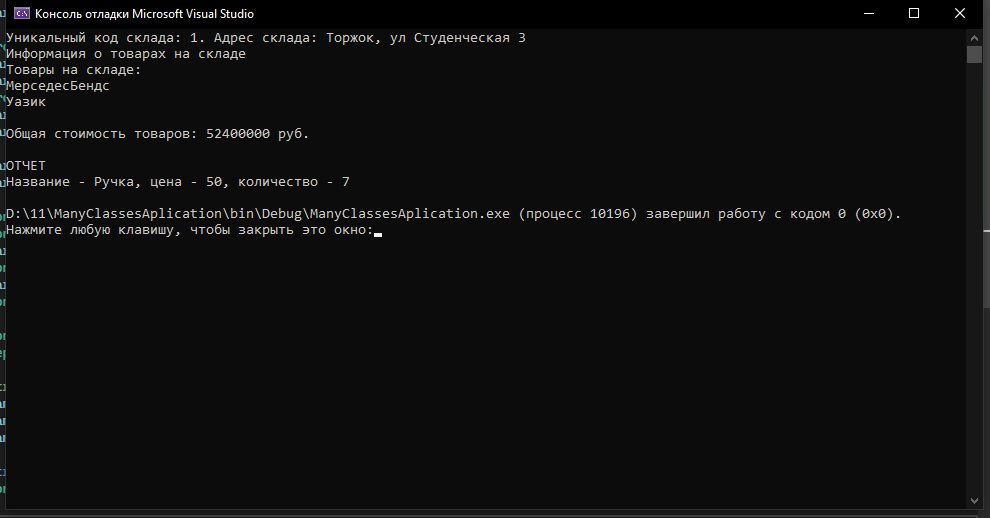 Консоль отладки Microsoft Visual Studio
Уникальный код склада: 1. Адрес склада: Торжок, ул Студенческая 3
Информация о товарах на складе
Товары на складе:
МерседесБендс
Уазик
Общая стоимость товаров: 52400000 руб.
ОТЧЕТ
Название - Ручка, цена - 50, количество - 7
D:\11\ManyClassesAplication\bin\Debug\ManyClassesAplication.exe (процесс 10196) завершил работу с кодом 0 (0x0).
Нажмите любую клавишу, чтобы закрыть это окно: